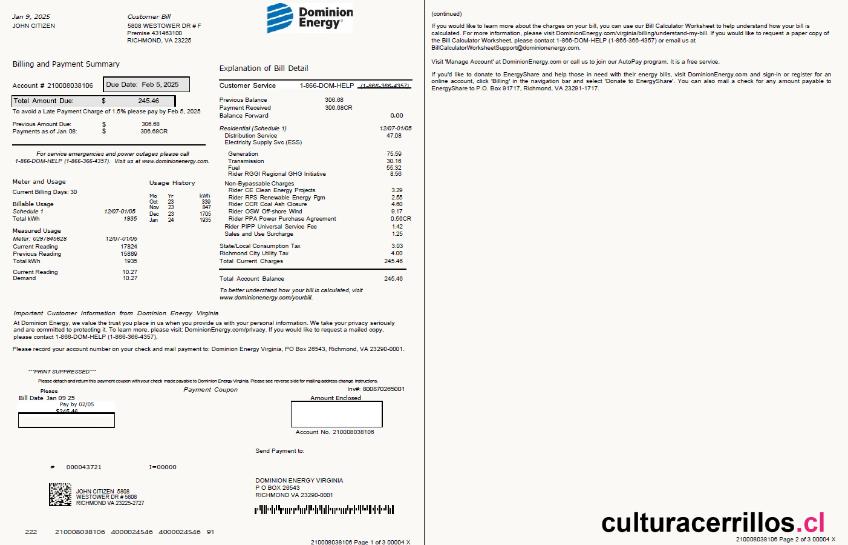 Jan 9, 2025
JOHN CITIZEN
Customer Bill
5808 WESTOWER DR # F
Premise 431463100
RICHMOND, VA 23225
Dominion
Energy®
Billing and Payment Summary
Account # 210008038106
Due Date: Feb 5, 2025
Total Amount Due: $ 245.46
To avoid a Late Payment Charge of 1.5% please pay by Feb 5, 2025
Previous Amount Due: $ 306.68
Payments as of Jan 09: $ 306.68CR
For service emergencies and power outages please call
1-866-DOM-HELP (1-866-366-4357). Visit us at www.dominionenergy.com.
Meter and Usage
Current Billing Days: 30
Billable Usage
Schedule 1 12/07-01/05
Total kWh 1935
Measured Usage
Meter: 0287845828 12/07-01/05
Current Reading 17824
Previous Reading 15889
Total kWh 1935
Current Reading 10.27
Demand 10.27
Usage History
Mo Yr kWh
Oct 23 339
Nov 23 847
Dec 23 1705
Jan 24 1935
Explanation of Bill Detail
Customer Service 1-866-DOM-HELP (1-866-366-4357)
Previous Balance 306.68
Payment Received 306.68CR
Balance Forward 0.00
Residential (Schedule 1) 12/07-01/05
Distribution Service 47.08
Electricity Supply Svc (ESS)
Generation 75.59
Transmission 30.16
Fuel 55.32
Rider RGGI Regional GHG Initiative 8.56
Non-Bypassable Charges
Rider CE Clean Energy Projects 3.29
Rider RPS Renewable Energy Pgm 2.55
Rider CCR Coal Ash Closure 4.60
Rider OSW Off-shore Wind 9.17
Rider PPA Power Purchase Agreement 0.56CR
Rider PIPP Universal Service Fee 1.42
Sales and Use Surcharge 1.25
State/Local Consumption Tax 3.03
Richmond City Utility Tax 4.00
Total Current Charges 245.46
Total Account Balance 245.46
To better understand how your bill is calculated, visit
www.dominionenergy.com/yourbill.
Important Customer Information from Dominion Energy Virginia
At Dominion Energy, we value the trust you place in us when you provide us with your personal information. We take your privacy seriously
and are committed to protecting it. To learn more, please visit: DominionEnergy.com/privacy. If you would like to request a mailed copy,
please contact 1-866-DOM-HELP (1-866-366-4357).
Please record your account number on your check and mail payment to: Dominion Energy Virginia, PO Box 26543, Richmond, VA 23290-0001.
***PRINT SUPPRESSED***
Please detach and return this payment coupon with your check made payable to Dominion Energy Virginia. Please see reverse side for mailing address change instructions.
Please
Payment Coupon
Inv#: 800870265001
Bill Date Jan 09 25
Amount Enclosed
Pay by 02/05
$245.46
Account No. 210008038106
Send Payment to:
# 000043721 I=00000
JOHN CITIZEN 5808
WESTOWER DR # 5808
RICHMOND VA 23225-2727
DOMINION ENERGY VIRGINIA
P O BOX 26543
RICHMOND VA 23290-0001
222 210008038106 4000024546 4000024546 91
210008038106 Page 1 of 3 00004 X
(continued)
If you would like to learn more about the charges on your bill, you can use our Bill Calculator Worksheet to help understand how your bill is
calculated. For more information, please visit DominionEnergy.com/virginia/billing/understand-my-bill. If you would like to request a paper copy of
the Bill Calculator Worksheet, please contact 1-866-DOM-HELP (1-866-366-4357) or email us at
BillCalculatorWorksheetSupport@dominionenergy.com.
Visit 'Manage Account' at DominionEnergy.com or call us to join our AutoPay program. It is a free service.
If you'd like to donate to EnergyShare and help those in need with their energy bills, visit DominionEnergy.com and sign-in or register for an
online account, click 'Billing' in the navigation bar and select 'Donate to EnergyShare'. You can also mail a check for any amount payable to
EnergyShare to P.O. Box 91717, Richmond, VA 23291-1717.
culturacerrillos.cl
210008038106 Page 2 of 3 00004 X